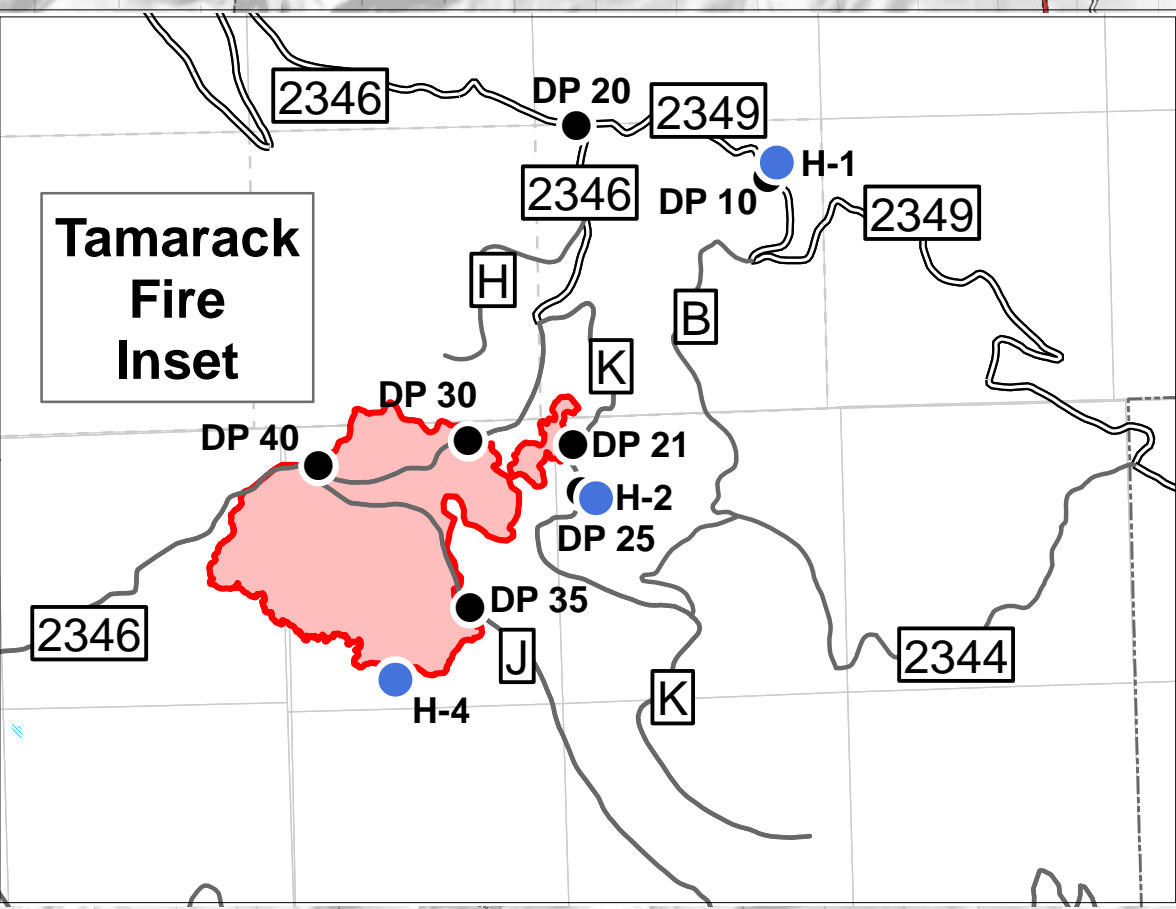 DP 20
2346
2349
H-1
2346
DP 10
2349
Tamarack
Fire
Inset
H
B
K
DP 30
DP 40
DP 21
H-2
DP 25
DP 35
2346
J
2344
K
H-4